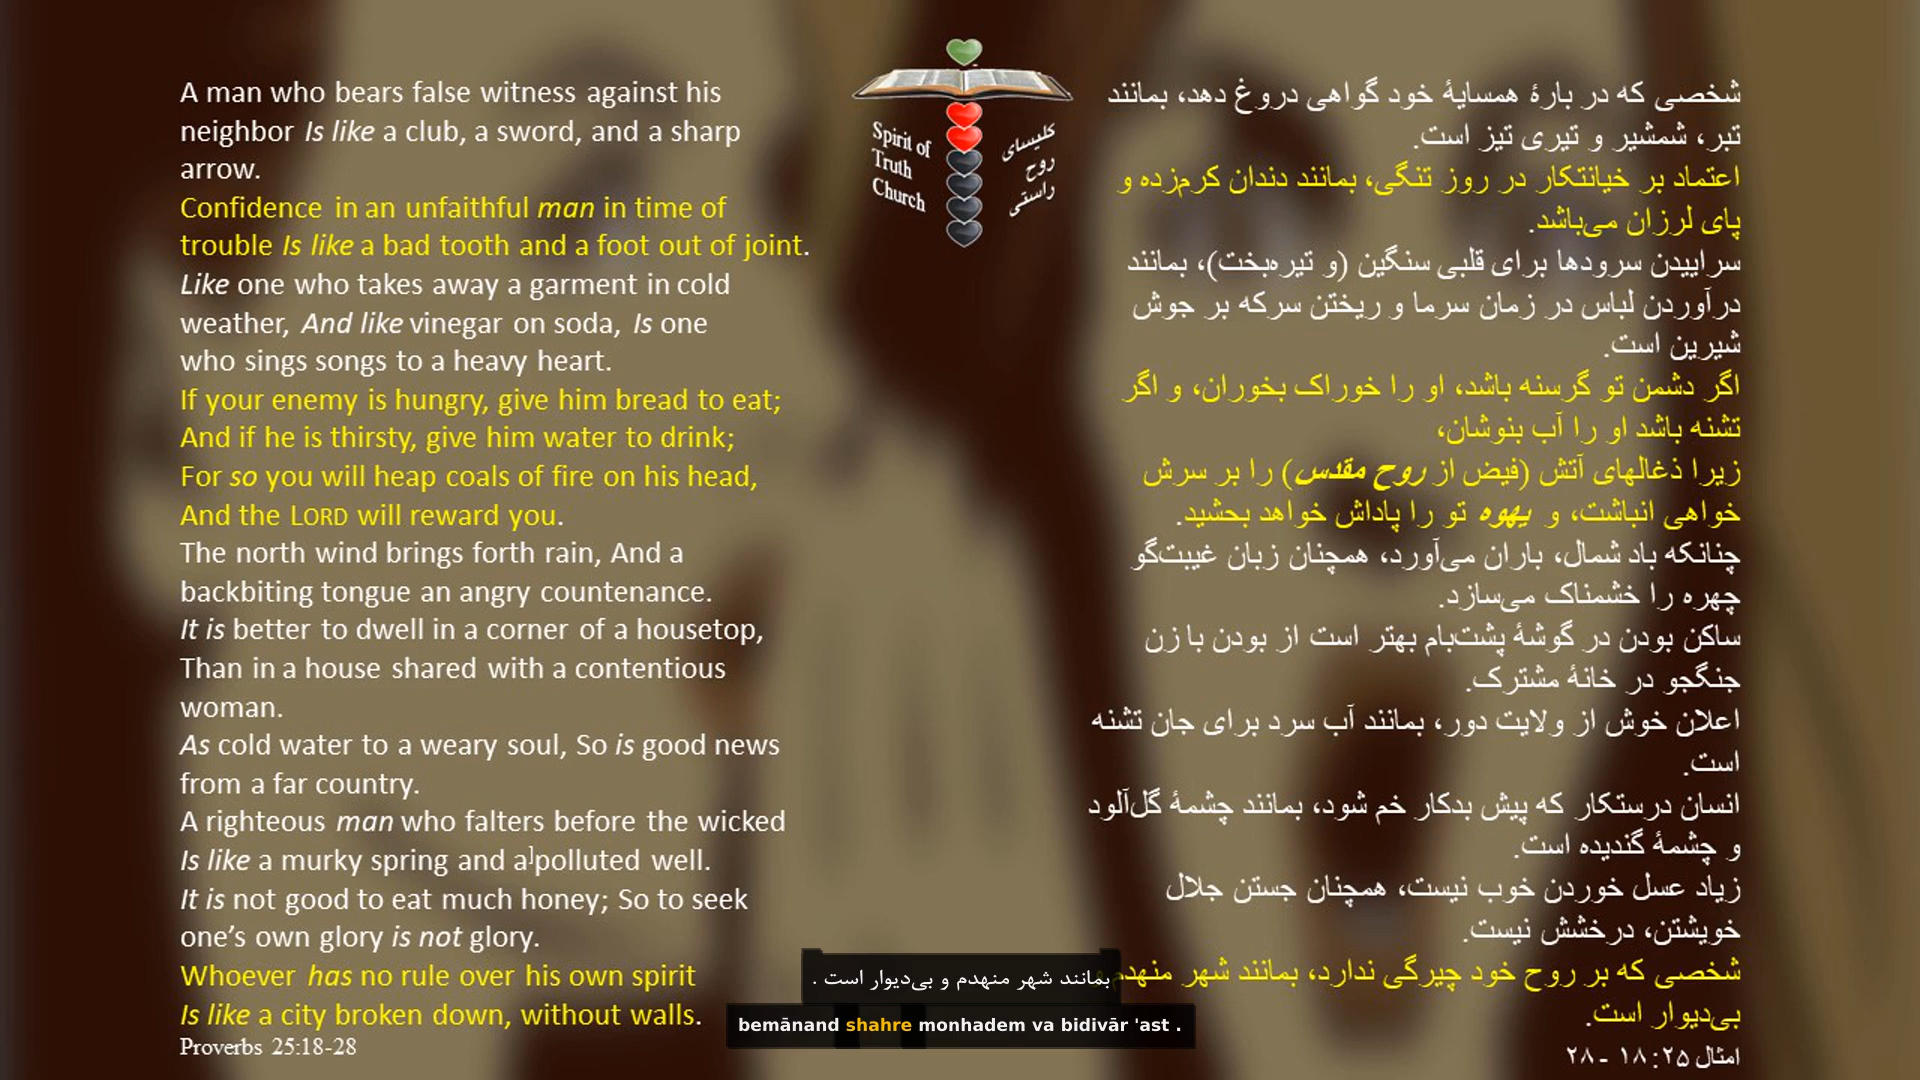 A man who bears false witness against his
neighbor Is like a club, a sword, and a sharp
arrow.
Confidence in an unfaithful man in time of
trouble Is like a bad tooth and a foot out of joint.
Like one who takes away a garment in cold
weather, And like vinegar on soda, Is one
who sings songs to a heavy heart.
If your enemy is hungry, give him bread to eat;
And if he is thirsty, give him water to drink;
For so you will heap coals of fire on his head,
And the LORD will reward you.
The north wind brings forth rain, And a
backbiting tongue an angry countenance.
It is better to dwell in a corner of a housetop,
Than in a house shared with a contentious
woman.
As cold water to a weary soul, So is good news
from a far country.
A righteous man who falters before the wicked
Is like a murky spring and a]polluted well.
It is not good to eat much honey; So to seek
one’s own glory is not glory.
Whoever has no rule over his own spirit
Is like a city broken down, without walls.
Proverbs 25:18-28
Spirit of
Truth
Church
کلیسای
روح
راستی
شخصی که در بارهٔ همسایهٔ خود گواهی دروغ دهد، بمانند
تبر، شمشیر و تیری تیز است.
اعتماد بر خیانتکار در روز تنگی، بمانند دندان کرم‌زده و
پای لرزان می‌باشد.
سراییدن سرودها برای قلبی سنگین (و تیره‌بخت)، بمانند
درآوردن لباس در زمان سرما و ریختن سرکه بر جوش
شیرین است.
اگر دشمن تو گرسنه باشد، او را خوراک بخوران، و اگر
تشنه باشد او را آب بنوشان،
زیرا ذغالهای آتش (فیض از روح مقدس) را بر سرش
خواهی انباشت، و یهوه تو را پاداش خواهد بحشید.
چنانکه باد شمال، باران می‌آورد، همچنان زبان غیبت‌گو
چهره را خشمناک می‌سازد.
ساکن بودن در گوشهٔ پشت‌بام بهتر است از بودن با زن
جنگجو در خانهٔ مشترک.
اعلان خوش از ولایت دور، بمانند آب سرد برای جان تشنه
است.
انسان درستکار که پیش بدکار خم شود، بمانند چشمهٔ گل‌آلود
و چشمهٔ گندیده است.
زیاد عسل خوردن خوب نیست، همچنان جستن جلال
خویشتن، درخشش نیست.
شخصی که بر روح خود چیرگی ندارد، بمانند شهر منهدم و
بی‌دیوار است.
امثال ۲۵:‏۱۸ - ۲۸
بمانند شهر منهدم و بی‌دیوار است .
bemānand shahre monhadem va bidivār 'ast .